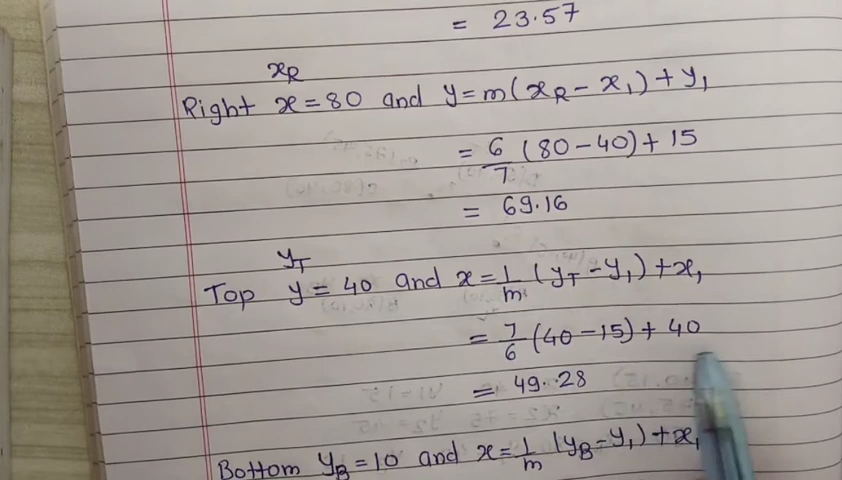 = 23.57
xR
Right x = 80 and y = m(xR - x1) + y1
= 6/7 (80 - 40) + 15
= 69.16
yT
Top y = 40 and x = 1/m (yT - y1) + x1
= 7/6 (40 - 15) + 40
= 49.28
Bottom yB = 10 and x = 1/m (yB - y1) + x1